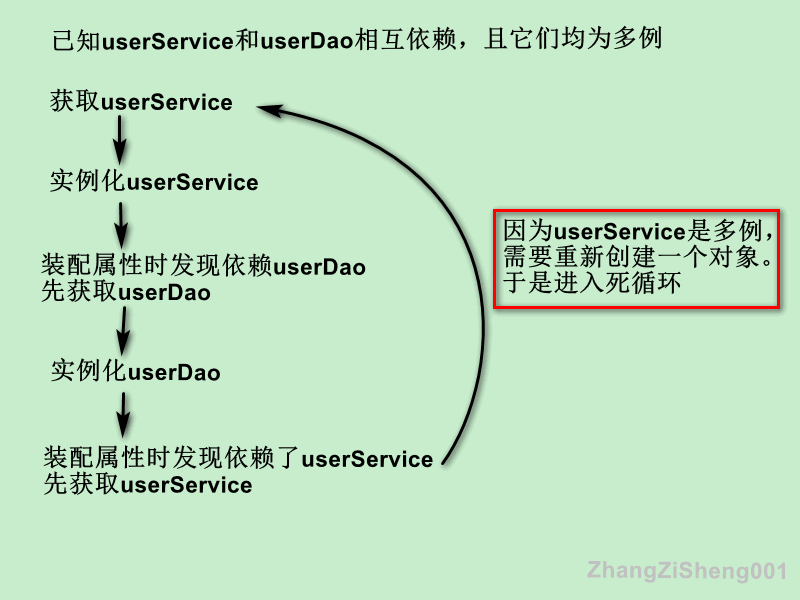 已知userService和userDao相互依赖，且它们均为多例
获取userService
实例化userService
装配属性时发现依赖userDao
先获取userDao
实例化userDao
装配属性时发现依赖了userService
先获取userService
因为userService是多例，
需要重新创建一个对象。
于是进入死循环
ZhangZiSheng001